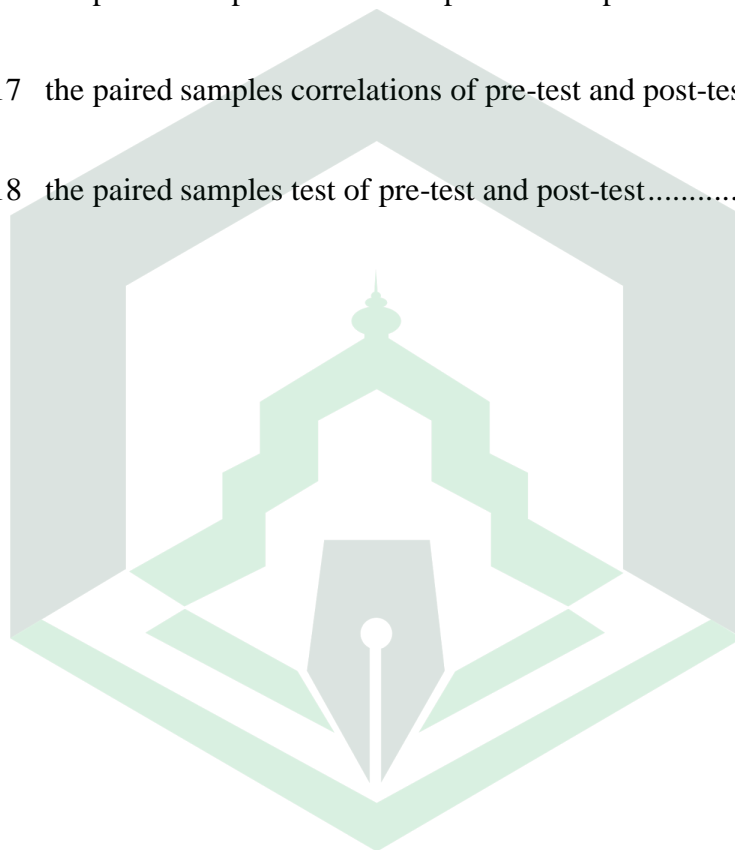 7 the paired samples correlations of pre-test and post-tes
18 the paired samples test of pre-test and post-test............